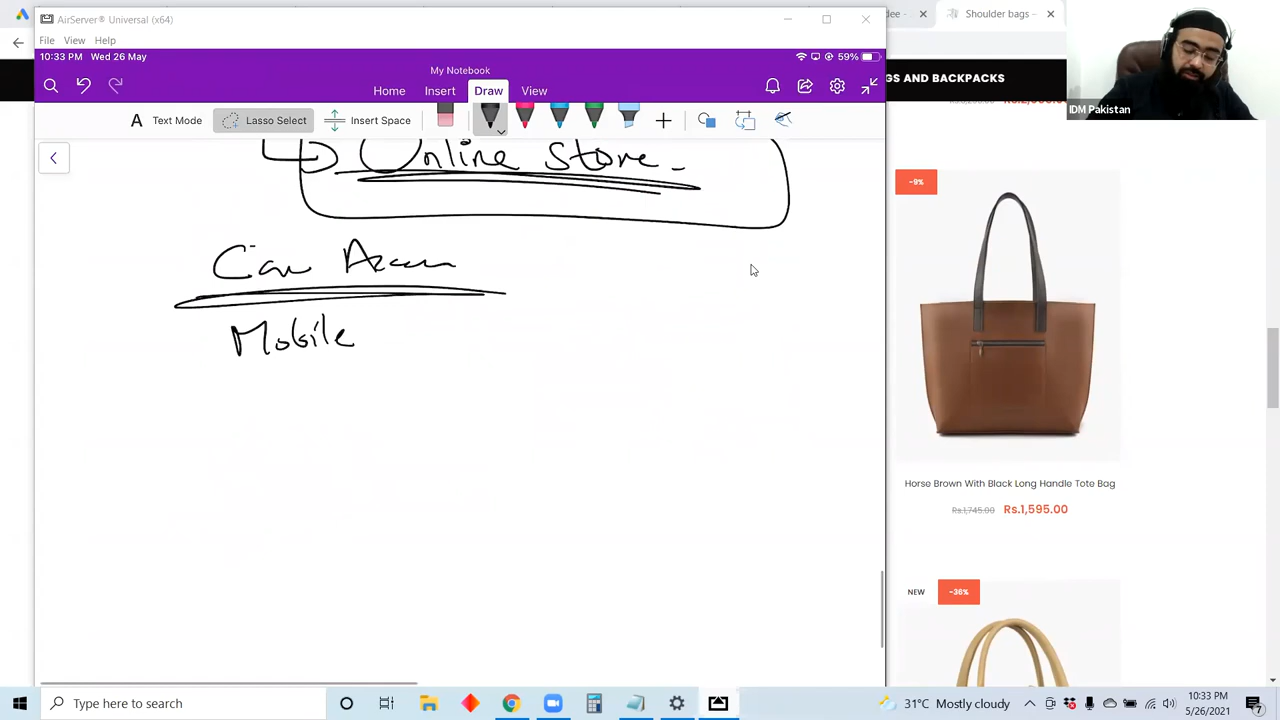 AirServer® Universal (x64)
dee
Shoulder bags –
File View Help
10:33 PM Wed 26 May
59%
My Notebook
Home Insert Draw View
GS AND BACKPACKS
IDM Pakistan
Text Mode
Lasso Select
Insert Space
Online Store
-9%
Car
Mobile
Horse Brown With Black Long Handle Tote Bag
Rs.1,745.00 Rs.1,595.00
NEW -36%
Type here to search
31°C Mostly cloudy
10:33 PM
5/26/2021
7